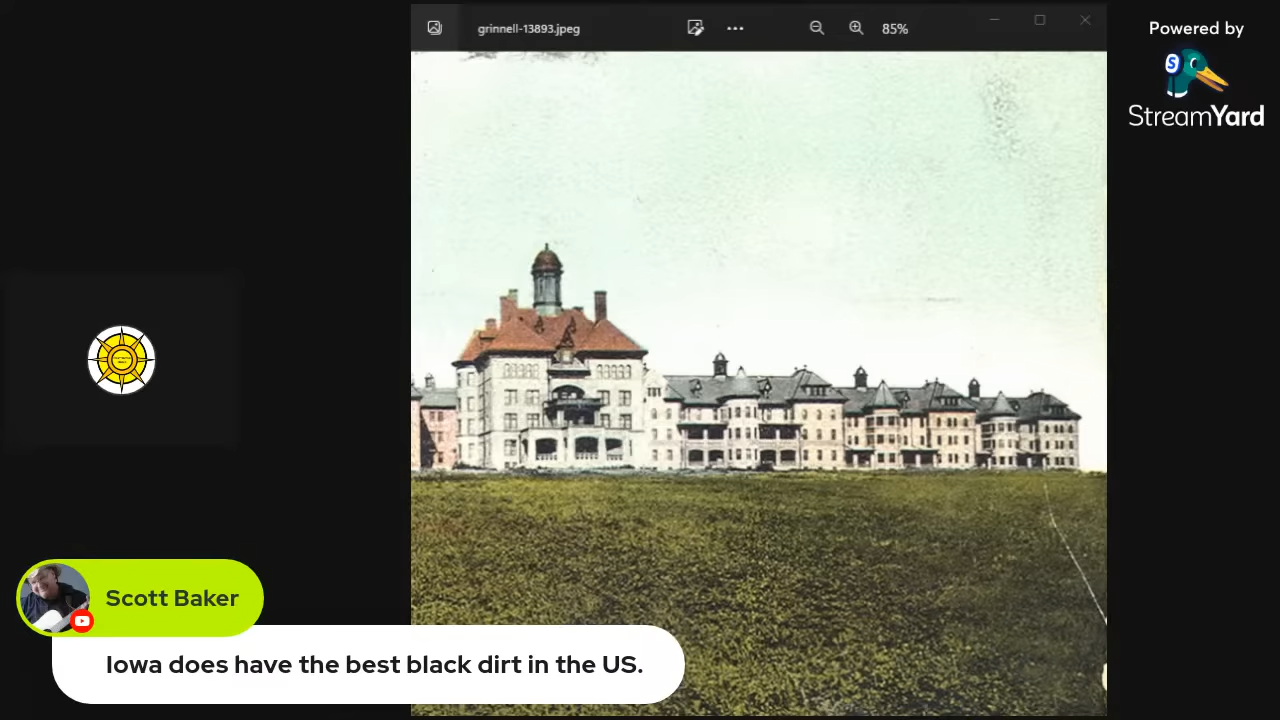 grinnell-13893.jpeg
85%
Powered by
StreamYard
Scott Baker
Iowa does have the best black dirt in the US.